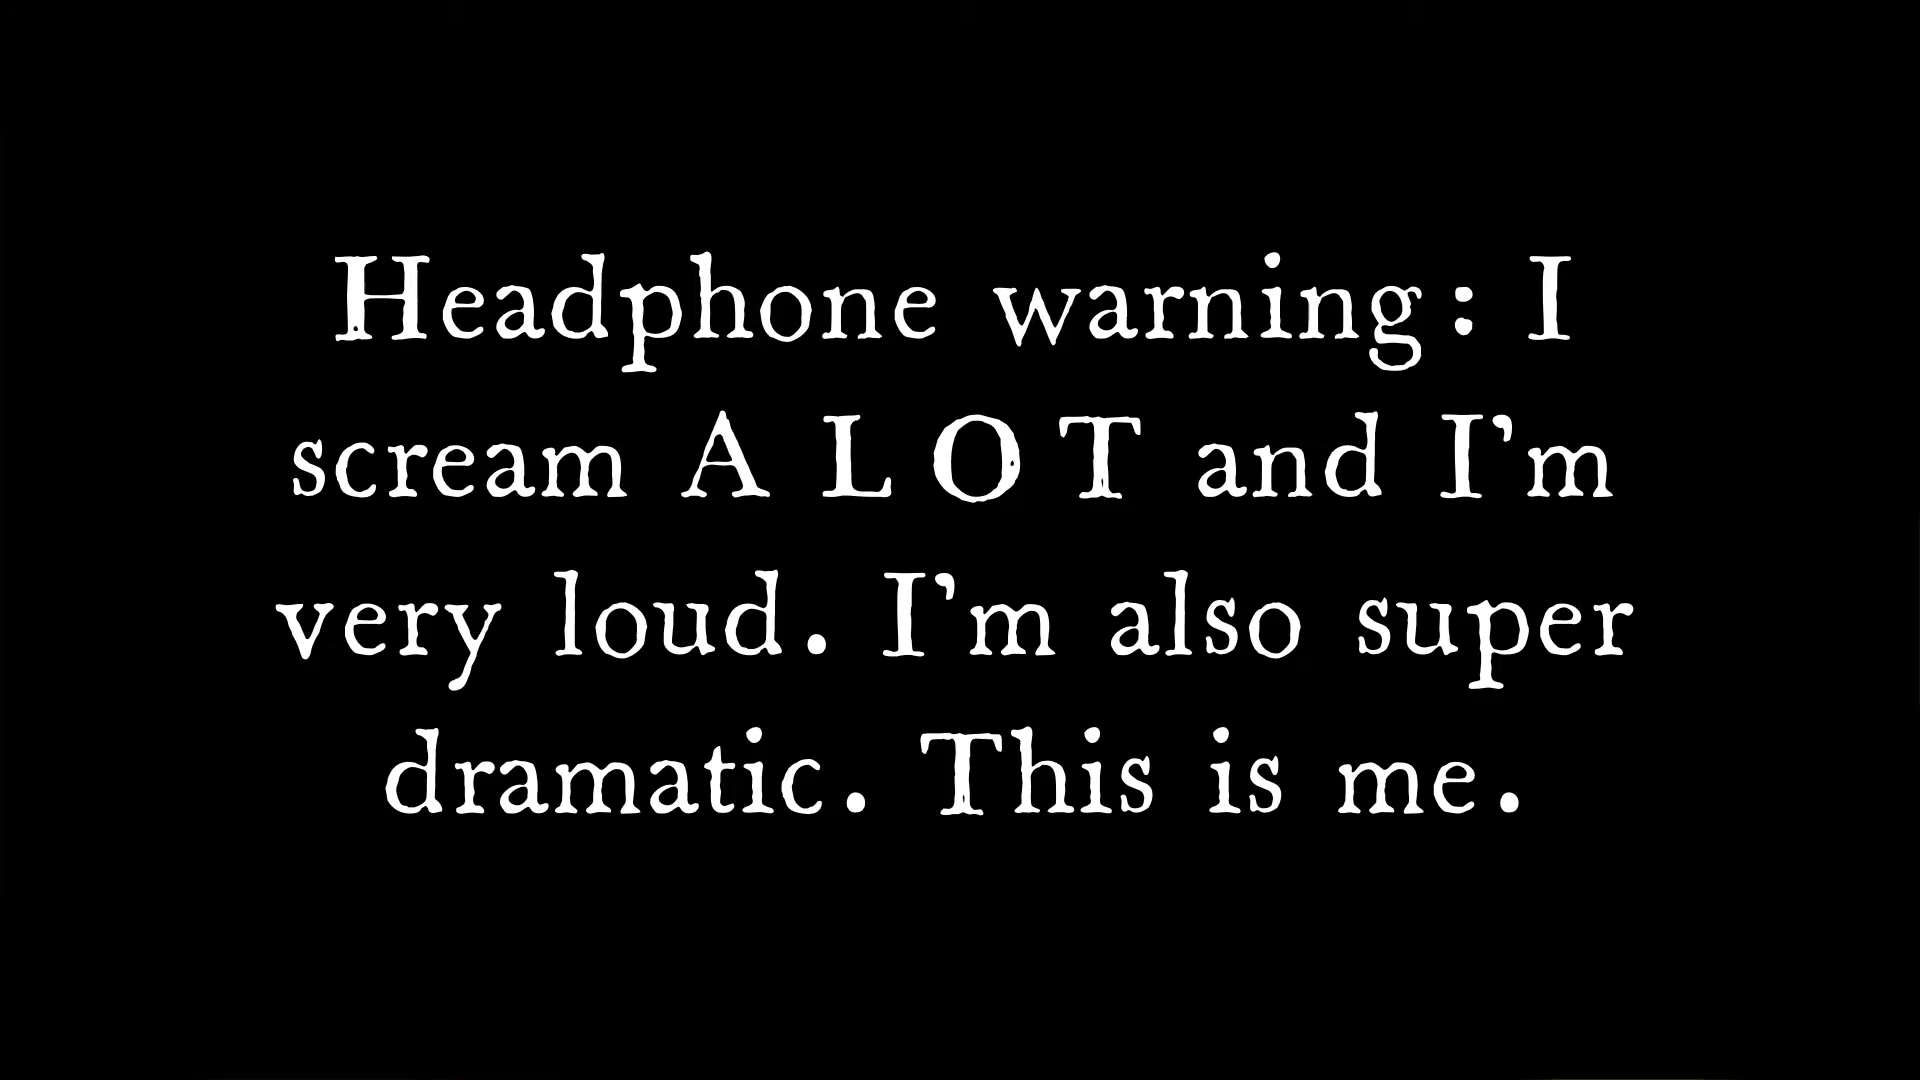 Headphone warning: I
scream A L O T and I’m
very loud. I’m also super
dramatic. This is me.